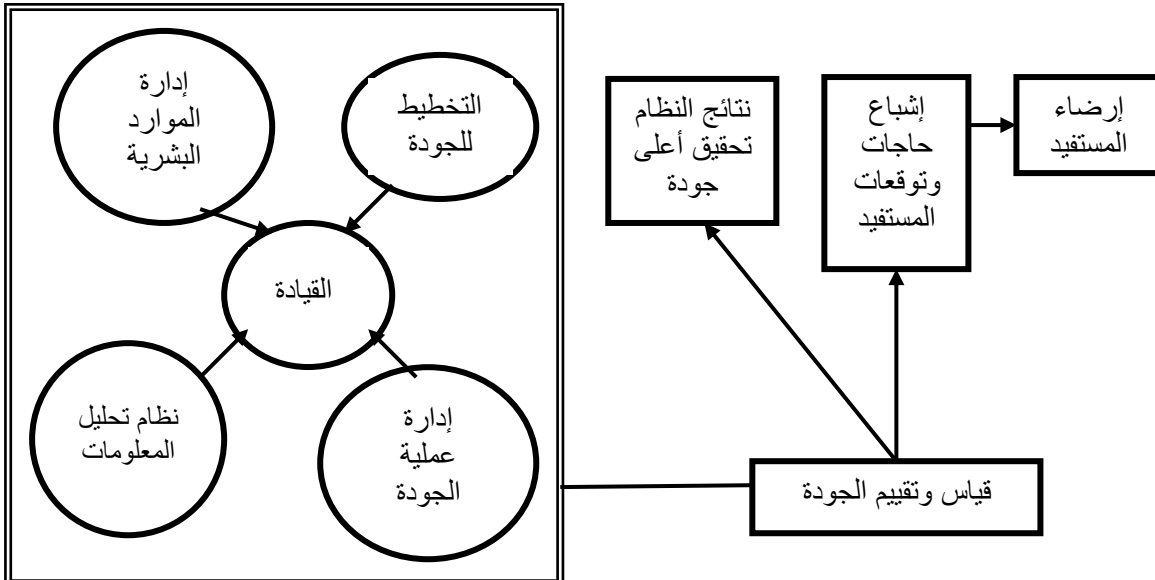 إدارة
الموارد
البشرية
التخطيط
للجودة
القيادة
نظام تحليل
المعلومات
إدارة
عملية
الجودة
نتائج النظام
تحقيق أعلى
جودة
إشباع
حاجات
وتوقعات
المستفيد
إرضاء
المستفيد
قياس وتقييم الجودة